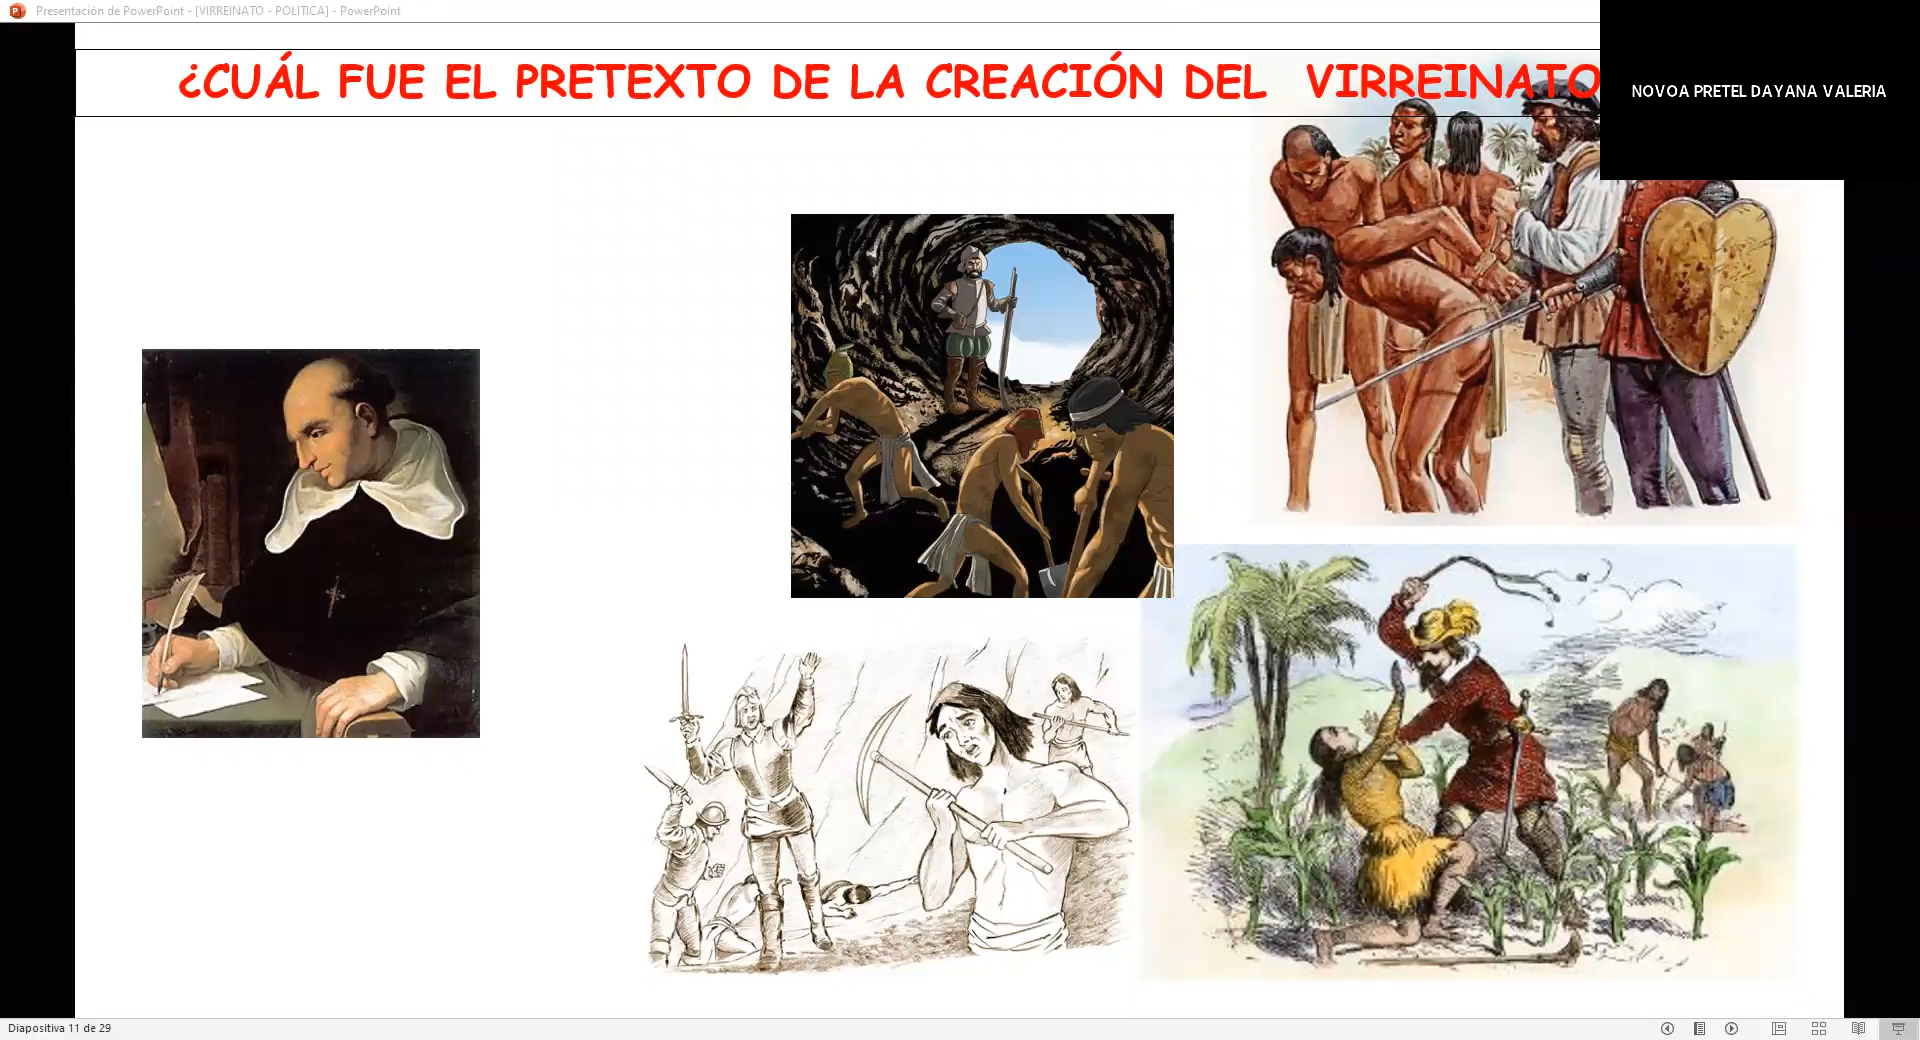 Presentación de PowerPoint - [VIRREINATO - POLITICA] - PowerPoint
¿CUÁL FUE EL PRETEXTO DE LA CREACIÓN DEL VIRREINATO
NOVOA PRETEL DAYANA VALERIA
Diapositiva 11 de 29